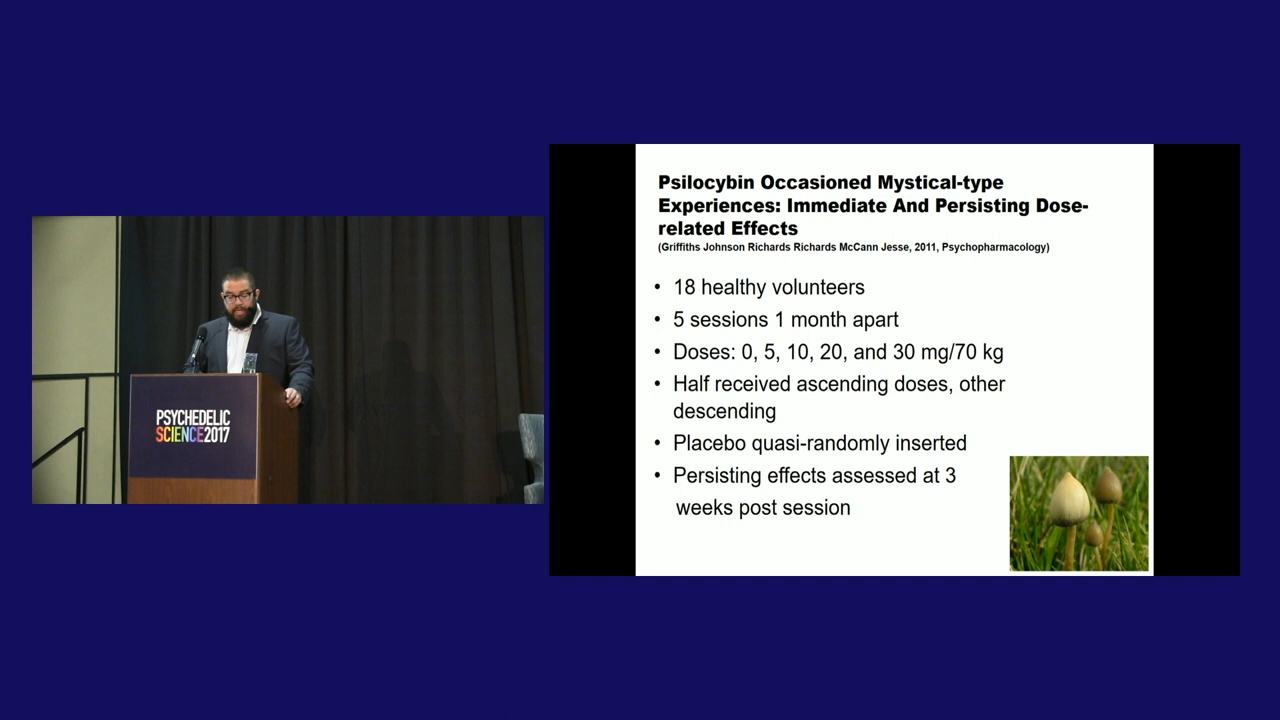 PSYCHEDELIC
SCIENCE2017
Psilocybin Occasioned Mystical-type
Experiences: Immediate And Persisting Dose-
related Effects
(Griffiths Johnson Richards Richards McCann Jesse, 2011, Psychopharmacology)
• 18 healthy volunteers
• 5 sessions 1 month apart
• Doses: 0, 5, 10, 20, and 30 mg/70 kg
• Half received ascending doses, other
descending
• Placebo quasi-randomly inserted
• Persisting effects assessed at 3
weeks post session